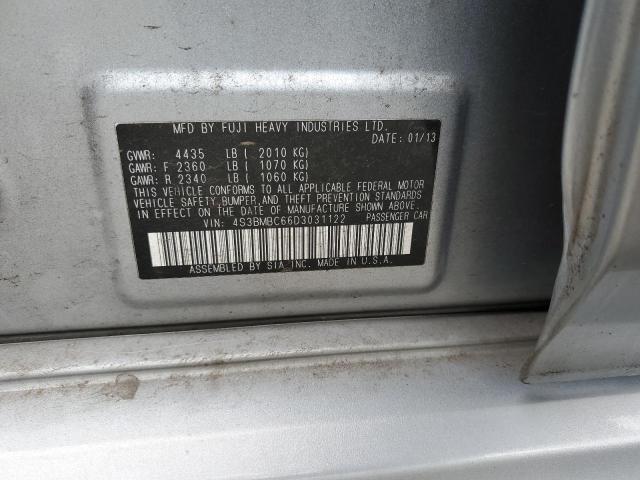 MFD BY FUJI HEAVY INDUSTRIES LTD.
DATE: 01/13
GVWR: 4435 LB ( 2010 KG)
GAWR: F 2360 LB ( 1070 KG)
GAWR: R 2340 LB ( 1060 KG)
THIS VEHICLE CONFORMS TO ALL APPLICABLE FEDERAL MOTOR
VEHICLE SAFETY, BUMPER, AND THEFT PREVENTION STANDARDS
IN EFFECT ON THE DATE OF MANUFACTURE SHOWN ABOVE.
VIN: 4S3BMBC66D3031122 PASSENGER CAR
ASSEMBLED BY SIA INC. MADE IN U.S.A.